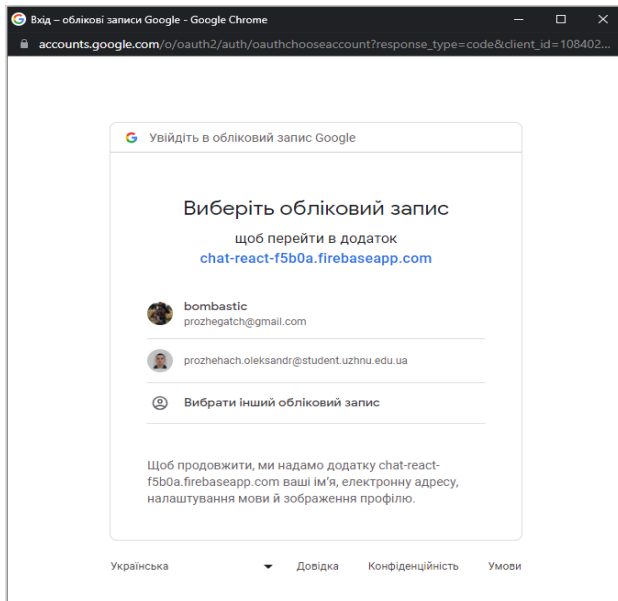 Вхід – облікові записи Google - Google Chrome
accounts.google.com/o/oauth2/auth/oauthchooseaccount?response_type=code&client_id=108402...
Увійдіть в обліковий запис Google
Виберіть обліковий запис
щоб перейти в додаток
chat-react-f5b0a.firebaseapp.com
bombastic
prozhegatch@gmail.com
prozhehach.oleksandr@student.uzhnu.edu.ua
Вибрати інший обліковий запис
Щоб продовжити, ми надамо додатку chat-react-
f5b0a.firebaseapp.com ваші ім’я, електронну адресу,
налаштування мови й зображення профілю.
Українська Довідка Конфіденційність Умови